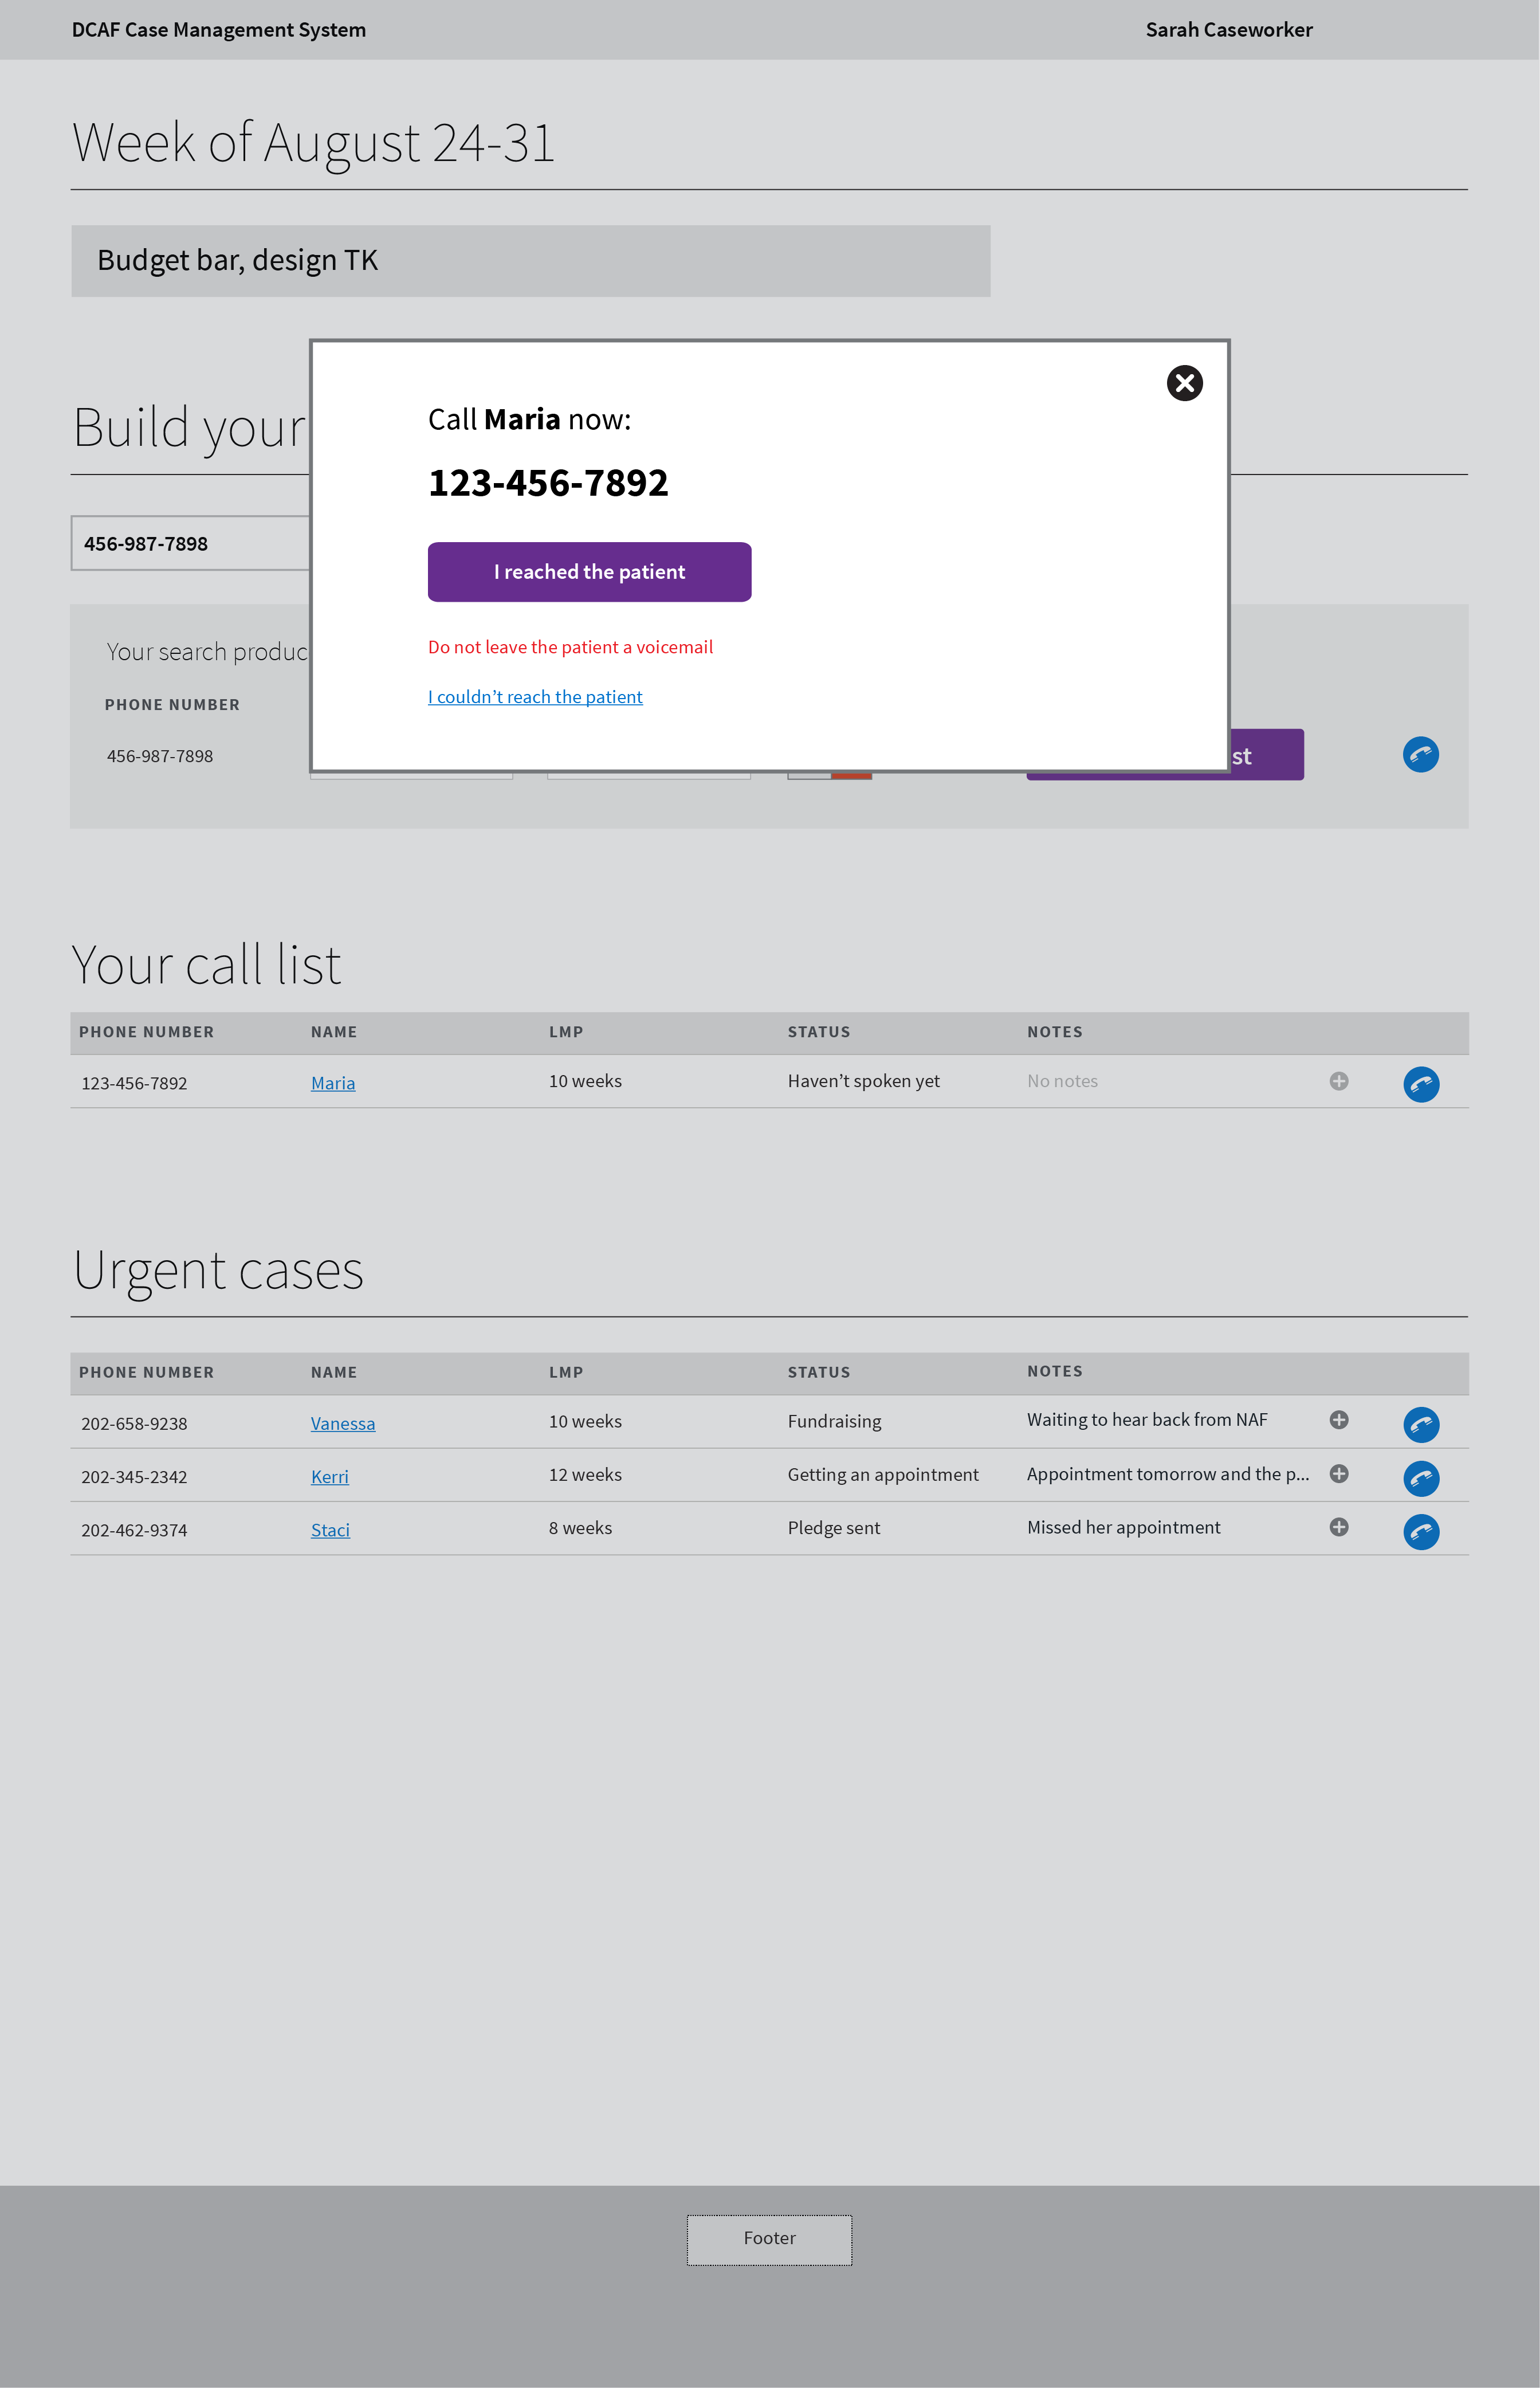 DCAF Case Management System Sarah Caseworker
Week of August 24-31
Budget bar, design TK
Build your
456-987-7898
Your search produc
PHONE NUMBER
456-987-7898
st
Call Maria now:
123-456-7892
I reached the patient
Do not leave the patient a voicemail
I couldn’t reach the patient
Your call list
PHONE NUMBER NAME LMP STATUS NOTES
123-456-7892 Maria 10 weeks Haven’t spoken yet No notes
Urgent cases
PHONE NUMBER NAME LMP STATUS NOTES
202-658-9238 Vanessa 10 weeks Fundraising Waiting to hear back from NAF
202-345-2342 Kerri 12 weeks Getting an appointment Appointment tomorrow and the p...
202-462-9374 Staci 8 weeks Pledge sent Missed her appointment
Footer